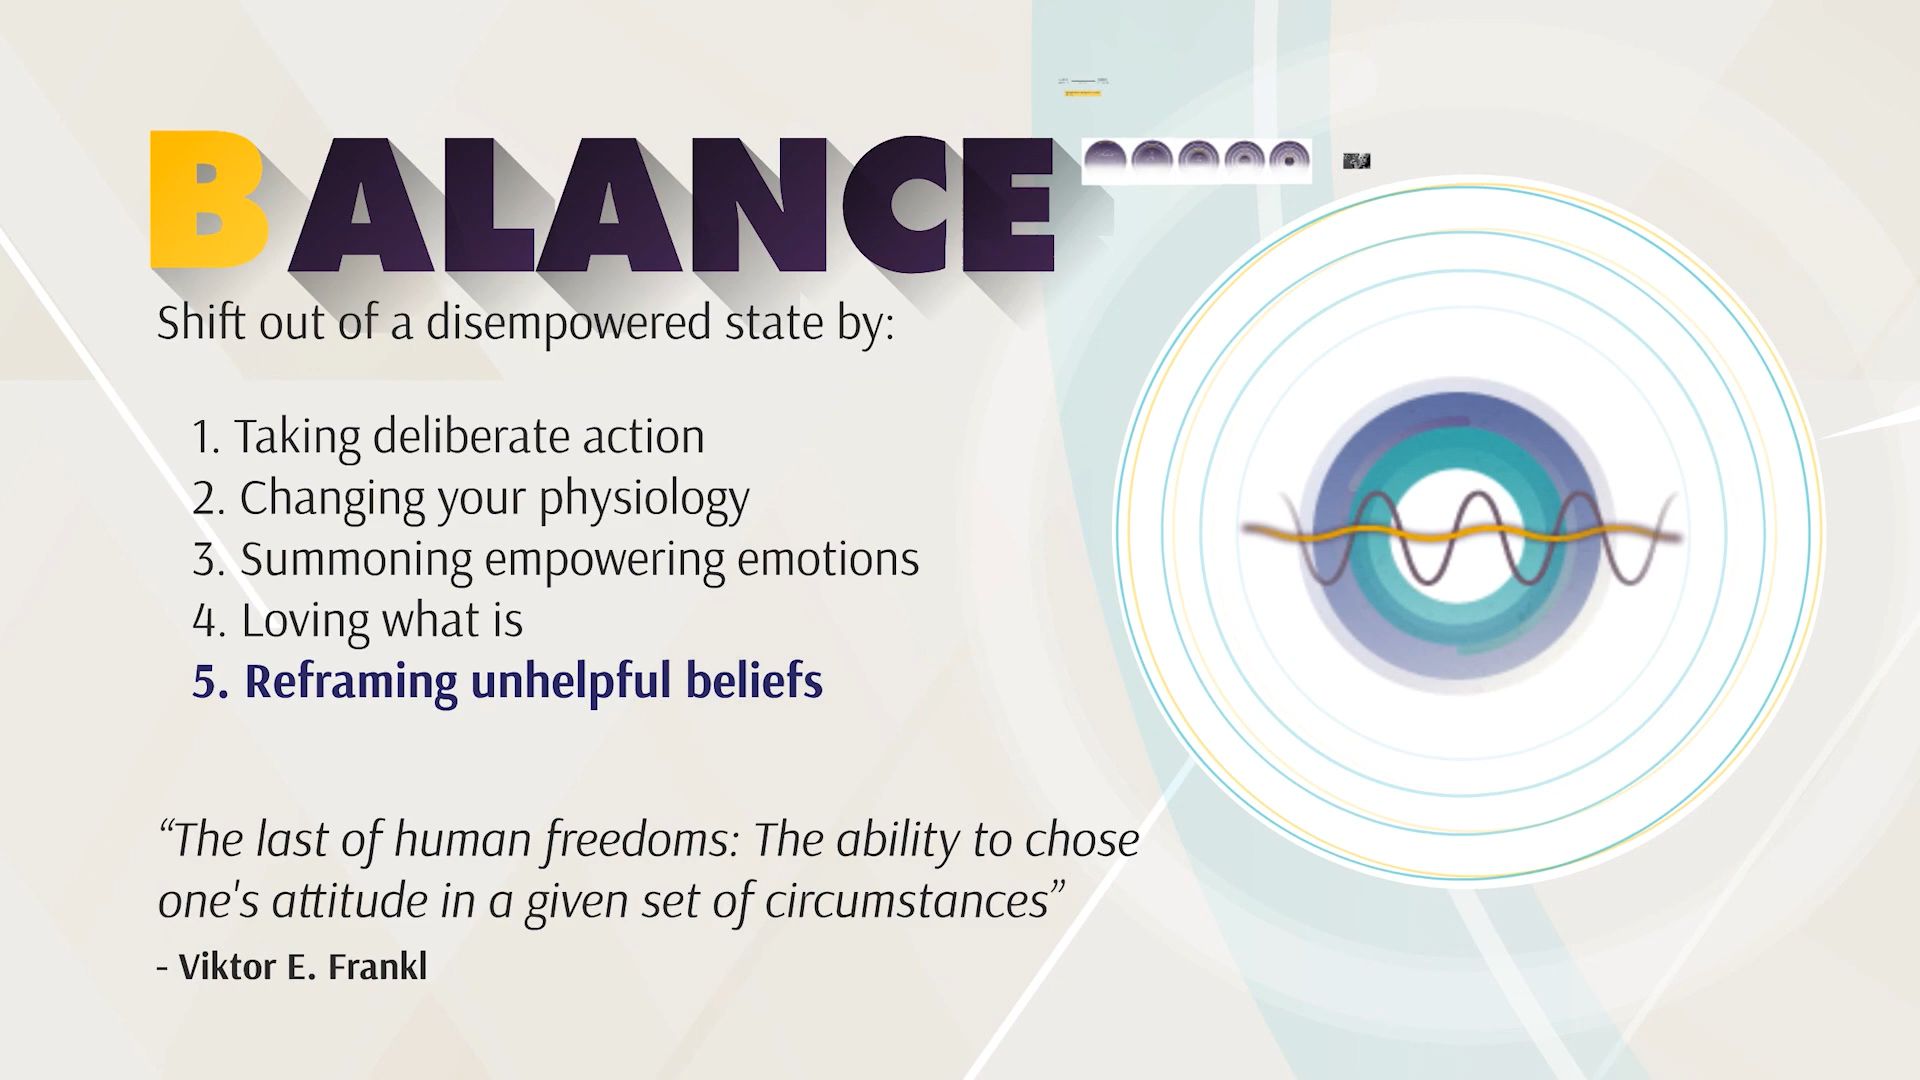 BALANCE
Shift out of a disempowered state by:
1. Taking deliberate action
2. Changing your physiology
3. Summoning empowering emotions
4. Loving what is
5. Reframing unhelpful beliefs
“The last of human freedoms: The ability to chose
one's attitude in a given set of circumstances”
- Viktor E. Frankl